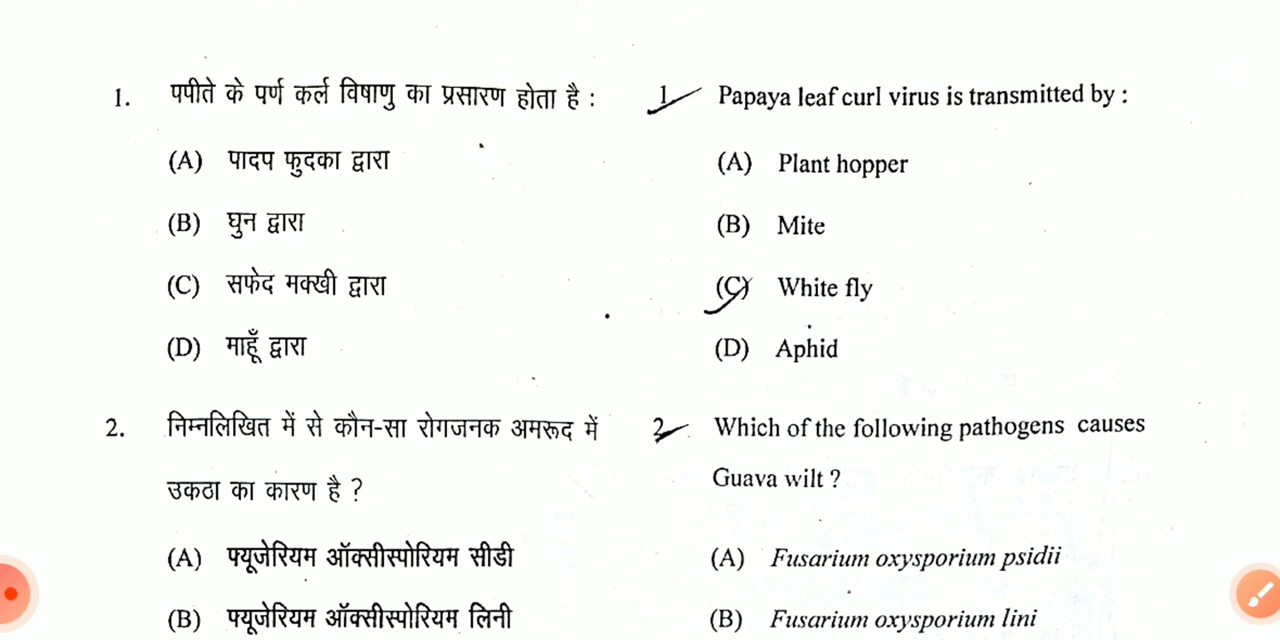 1. पपीते के पर्ण कर्ल विषाणु का प्रसारण होता है :
(A) पादप फुदका द्वारा
(B) घुन द्वारा
(C) सफेद मक्खी द्वारा
(D) माहूँ द्वारा
2. निम्नलिखित में से कौन-सा रोगजनक अमरूद में
उकठा का कारण है ?
(A) फ्यूजेरियम ऑक्सीस्पोरियम सीडी
(B) फ्यूजेरियम ऑक्सीस्पोरियम लिनी
1. Papaya leaf curl virus is transmitted by :
(A) Plant hopper
(B) Mite
(C) White fly
(D) Aphid
2. Which of the following pathogens causes
Guava wilt ?
(A) Fusarium oxysporium psidii
(B) Fusarium oxysporium lini